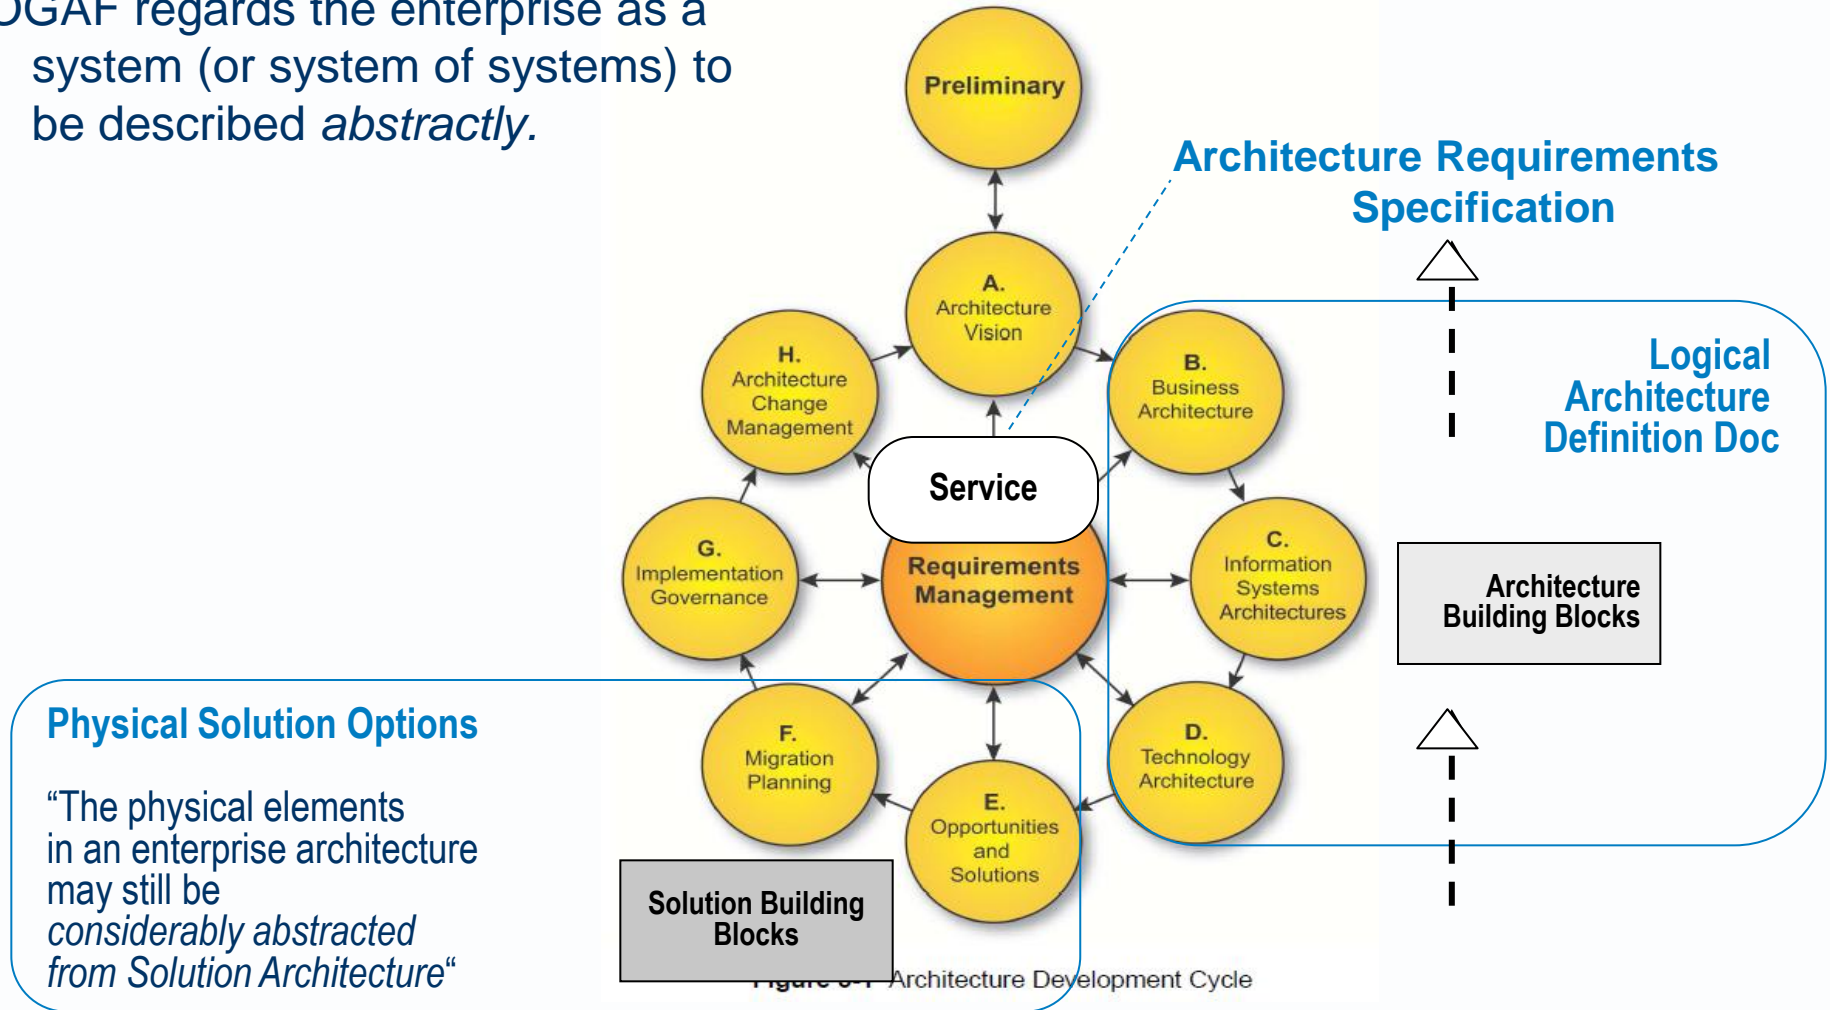 OGAF regards the enterprise as a
system (or system of systems) to
be described abstractly.
Preliminary
Architecture Requirements
Specification
A.
Architecture
Vision
H.
Architecture
Change
Management
B.
Business
Architecture
Logical
Architecture
Definition Doc
Service
G.
Implementation
Governance
Requirements
Management
C.
Information
Systems
Architectures
Architecture
Building Blocks
Physical Solution Options
“The physical elements
in an enterprise architecture
may still be
considerably abstracted
from Solution Architecture“
F.
Migration
Planning
D.
Technology
Architecture
E.
Opportunities
and
Solutions
Solution Building
Blocks
Architecture Development Cycle